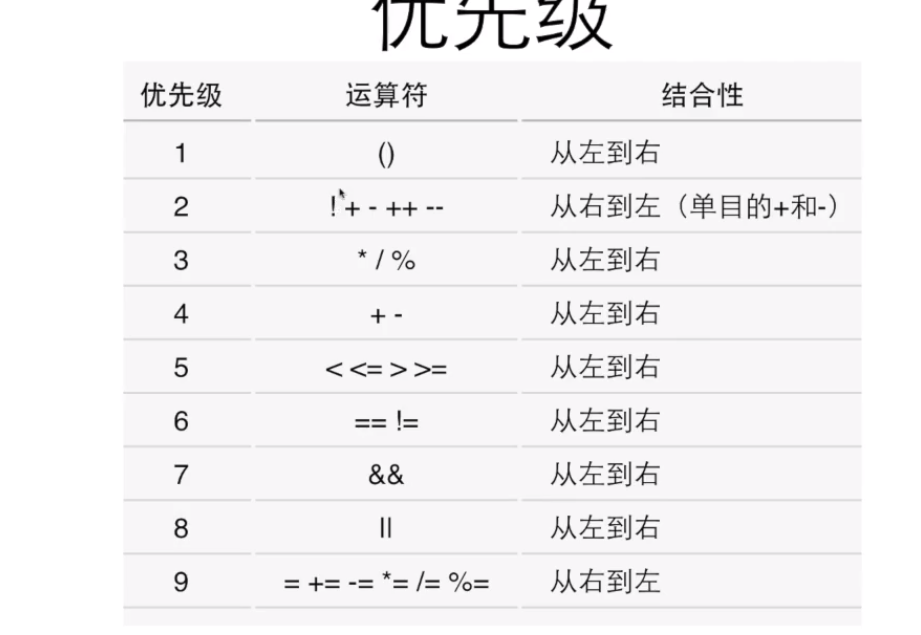 优先级
优先级 运算符 结合性
1 () 从左到右
2 ! + - ++ -- 从右到左（单目的+和-）
3 * / % 从左到右
4 + - 从左到右
5 < <= > >= 从左到右
6 == != 从左到右
7 && 从左到右
8 || 从左到右
9 = += -= *= /= %= 从右到左